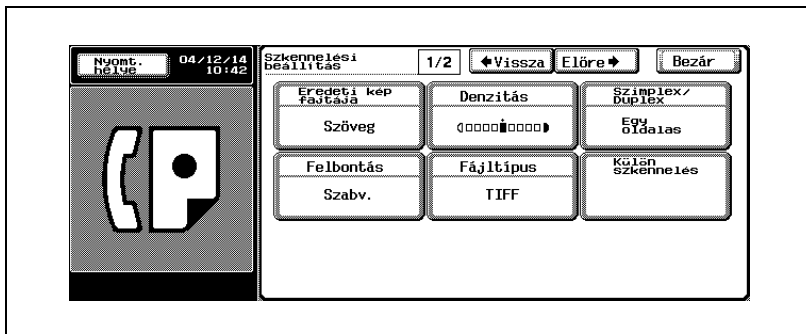 Nyomt.
hélye
04/12/14
10:42
Szkennelési
beállítás
1/2
Vissza
Előre
Bezár
Eredeti kép
fajtája
Szöveg
Denzitás
Szimplex/
Duplex
Egy
oldalas
Felbontás
Szabv.
Fájltípus
TIFF
Külön
szkennelés